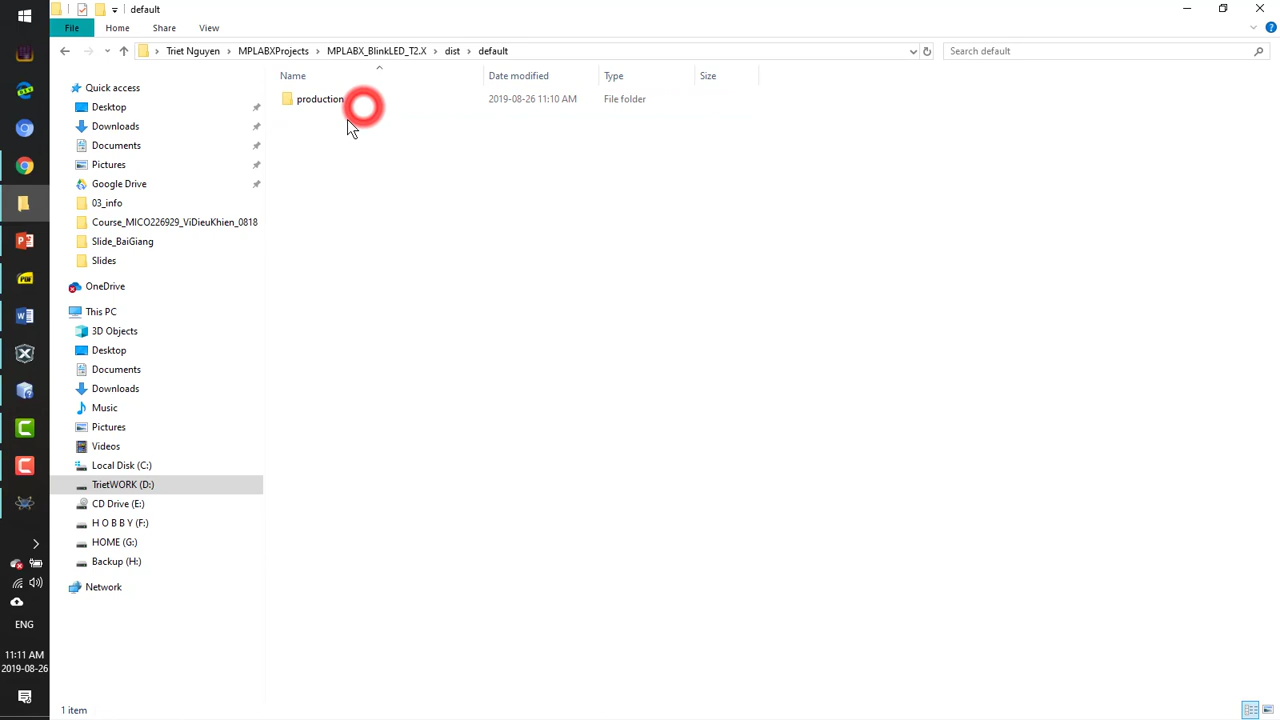 default
File
Home
Share
View
Triet Nguyen > MPLABXProjects > MPLABX_BlinkLED_T2.X > dist > default
Search default
Name
Date modified
Type
Size
production
2019-08-26 11:10 AM
File folder
Quick access
Desktop
Downloads
Documents
Pictures
Google Drive
03_info
Course_MICO226929_ViDieuKhien_0818
Slide_BaiGiang
Slides
OneDrive
This PC
3D Objects
Desktop
Documents
Downloads
Music
Pictures
Videos
Local Disk (C:)
TrietWORK (D:)
CD Drive (E:)
H O B B Y (F:)
HOME (G:)
Backup (H:)
Network
ENG
11:11 AM
2019-08-26
1 item